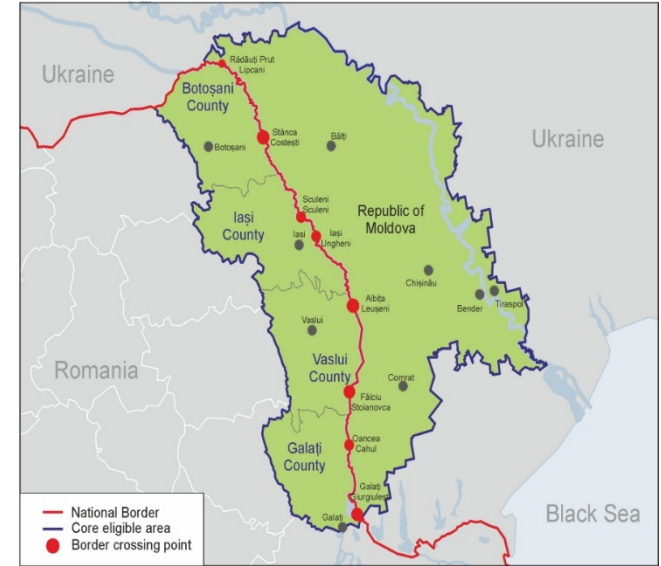 Ukraine
Rădăuți Prut
Lipcani
Botoșani
County
Stânca
Costești
Botoșani
Bălți
Ukraine
Sculeni
Sculeni
Republic of
Moldova
Iași
County
Iași
Iași
Ungheni
Chișinău
Albița
Leușeni
Bender
Tiraspol
Vaslui
Romania
Vaslui
County
Comrat
Fălciu
Stoianovca
Oancea
Cahul
Galați
County
Galați
Giurgiulești
Galați
Black Sea
National Border
Core eligible area
Border crossing point